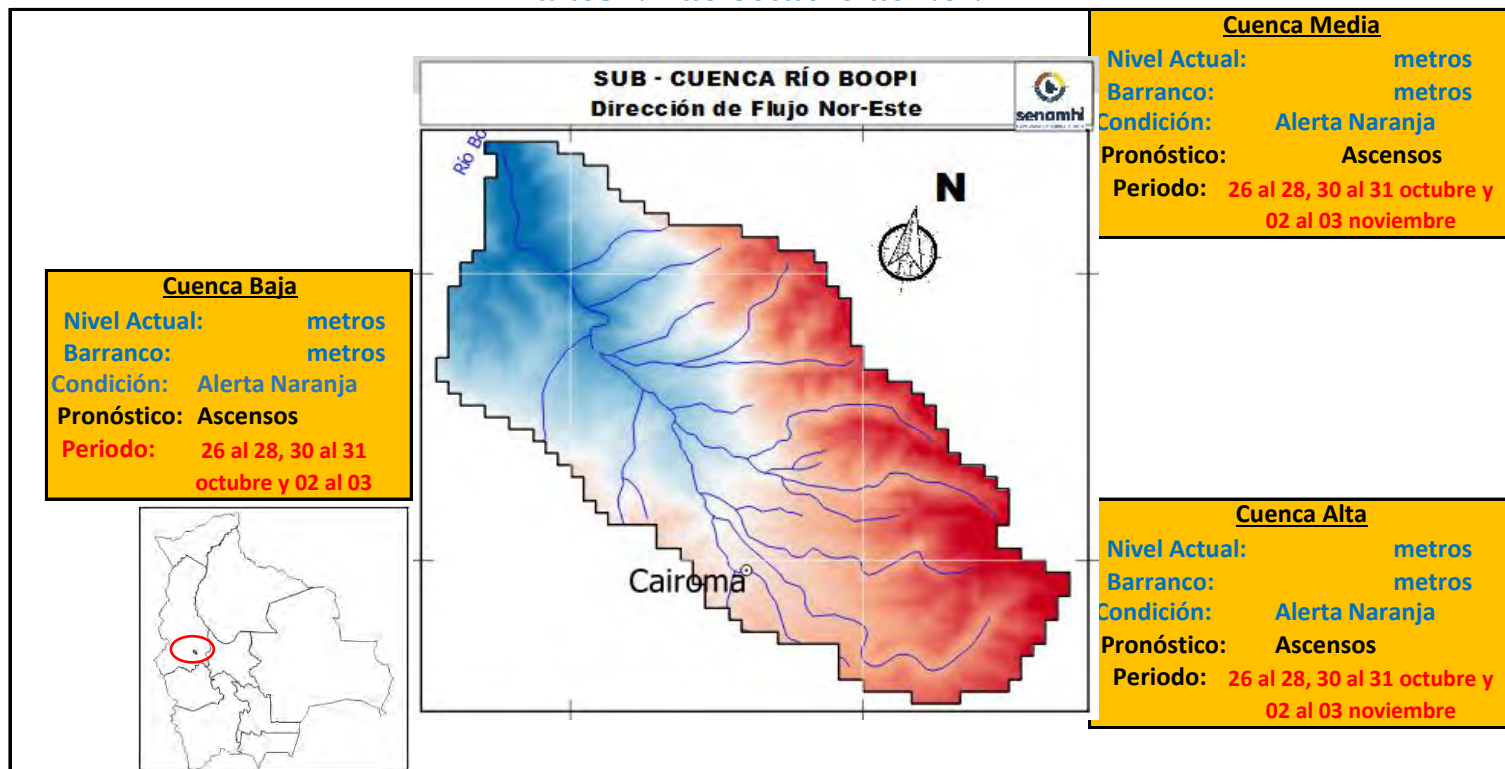 Cuenca Media
Nivel Actual: metros
Barranco: metros
Condición: Alerta Naranja
Pronóstico: Ascensos
Periodo: 26 al 28, 30 al 31 octubre y
02 al 03 noviembre
SUB - CUENCA RÍO BOOPI
Dirección de Flujo Nor-Este
senamhi
Río Bo
N
Cuenca Baja
Nivel Actual: metros
Barranco: metros
Condición: Alerta Naranja
Pronóstico: Ascensos
Periodo: 26 al 28, 30 al 31
octubre y 02 al 03
Cairoma
Cuenca Alta
Nivel Actual: metros
Barranco: metros
Condición: Alerta Naranja
Pronóstico: Ascensos
Periodo: 26 al 28, 30 al 31 octubre y
02 al 03 noviembre